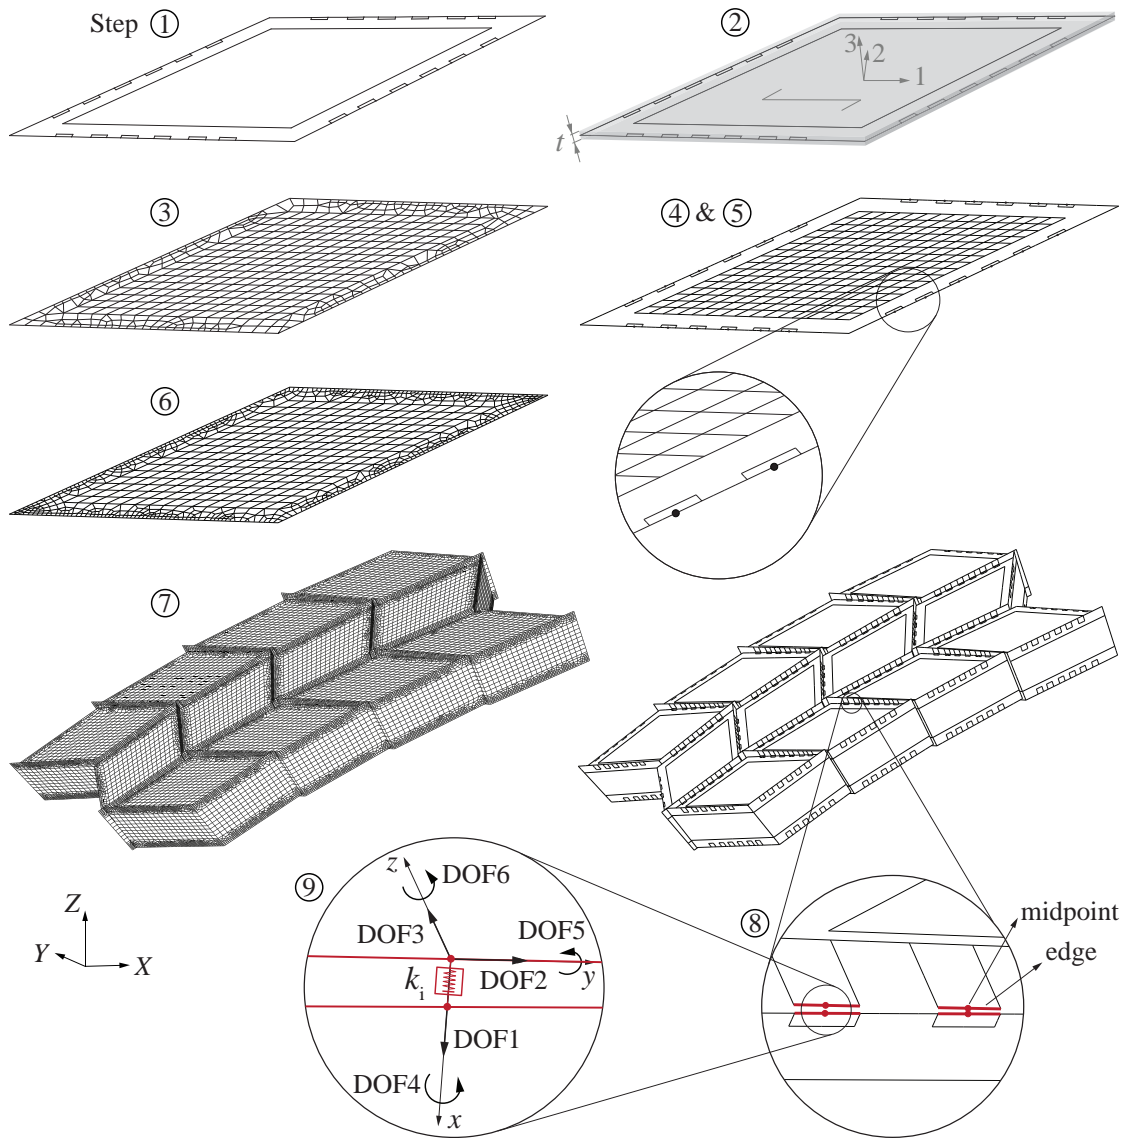 Step ①
②
3
2
1
t
③
④ & ⑤
⑥
⑦
⑨
z
DOF6
DOF3
DOF5
DOF2
y
k_i
DOF1
DOF4
x
Z
Y
X
⑧
midpoint
edge